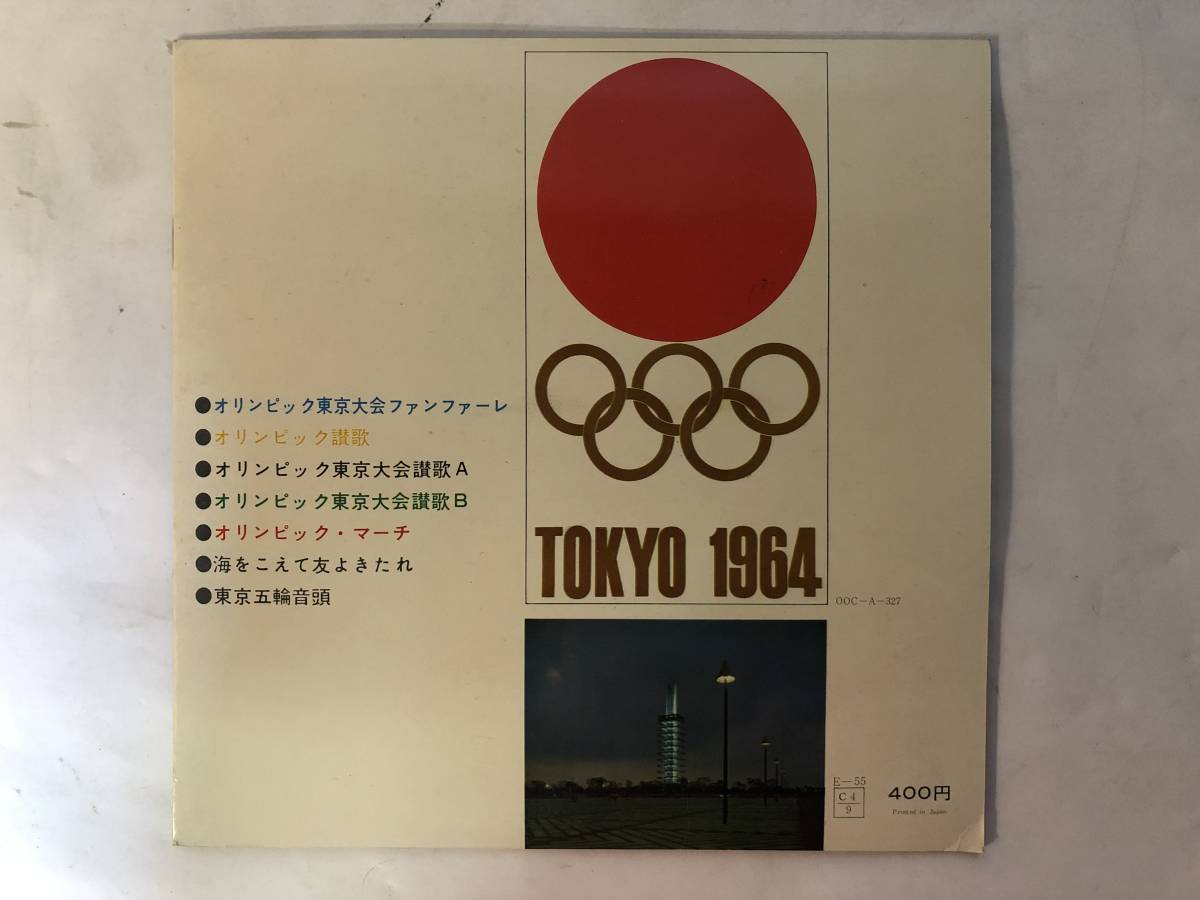 ●オリンピック東京大会ファンファーレ
●オリンピック讃歌
●オリンピック東京大会讃歌A
●オリンピック東京大会讃歌B
●オリンピック・マーチ
●海をこえて友よきたれ
●東京五輪音頭
TOKYO 1964
OOC-A-327
E-55
C4
9
400円
Printed in Japan